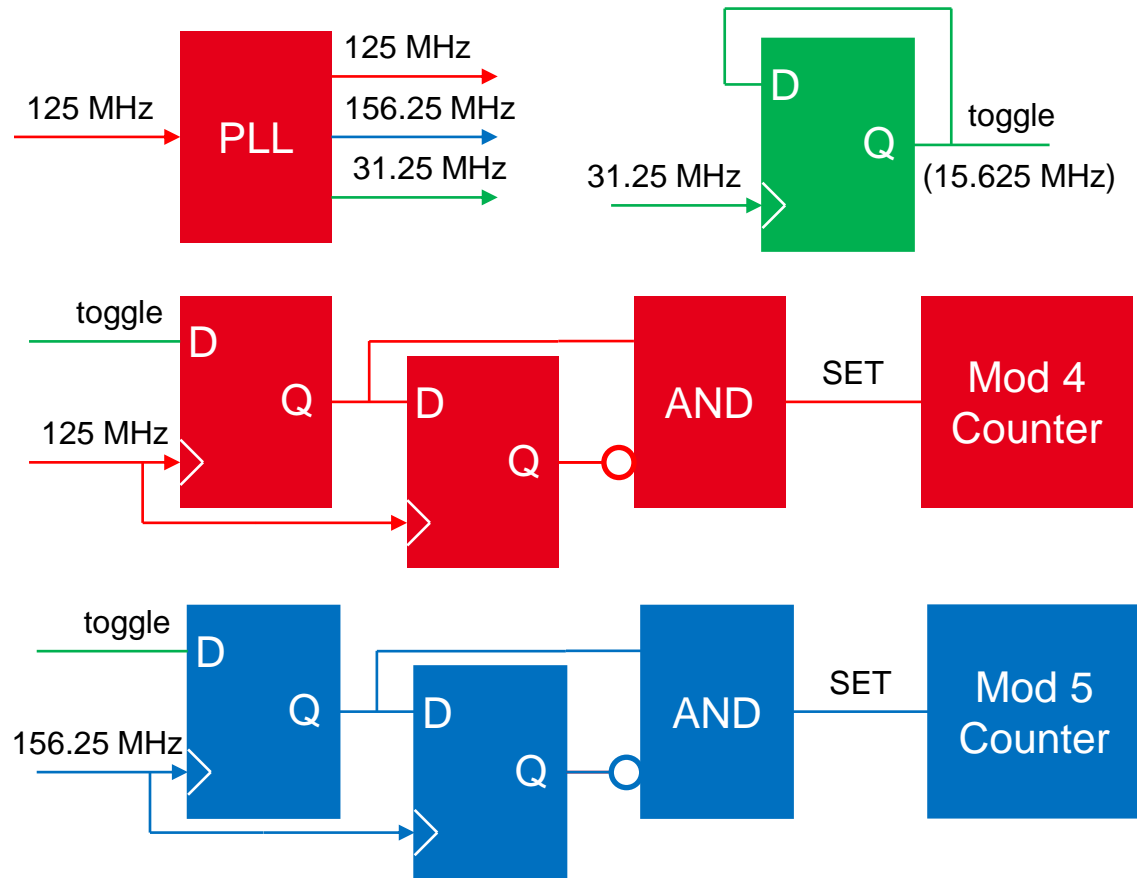 125 MHz
PLL
125 MHz
156.25 MHz
31.25 MHz
D
Q
31.25 MHz
toggle
(15.625 MHz)
toggle
D
Q
125 MHz
D
Q
AND
SET
Mod 4
Counter
toggle
D
Q
156.25 MHz
D
Q
AND
SET
Mod 5
Counter